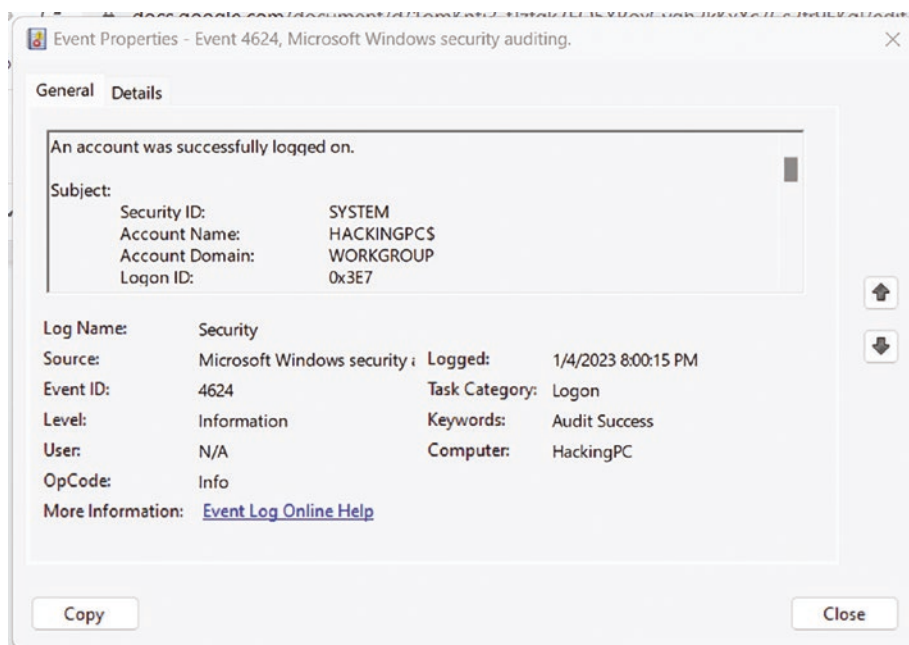 Event Properties - Event 4624, Microsoft Windows security auditing.
General Details
An account was successfully logged on.
Subject:
Security ID: SYSTEM
Account Name: HACKINGPC$
Account Domain: WORKGROUP
Logon ID: 0x3E7
Log Name: Security
Source: Microsoft Windows security Logged: 1/4/2023 8:00:15 PM
Event ID: 4624 Task Category: Logon
Level: Information Keywords: Audit Success
User: N/A Computer: HackingPC
OpCode: Info
More Information: Event Log Online Help
Copy Close